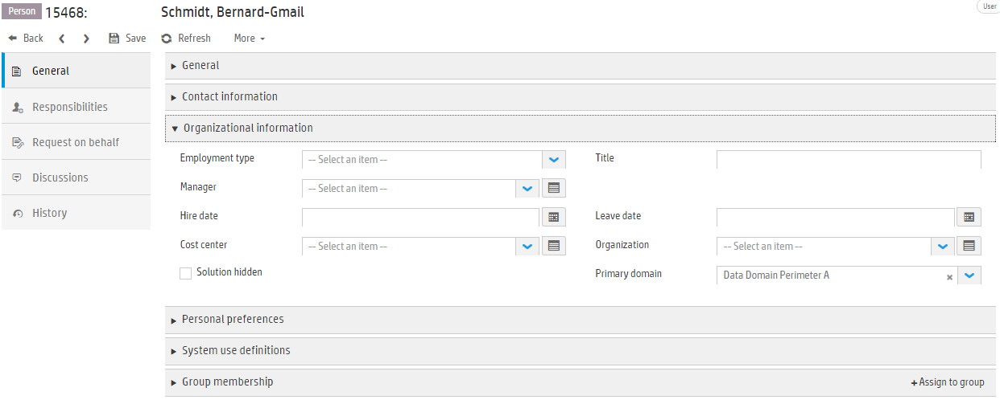 Person 15468: Schmidt, Bernard-Gmail User
Back Save Refresh More
General
Responsibilities
Request on behalf
Discussions
History
General
Contact information
Organizational information
Employment type -- Select an item -- Title
Manager -- Select an item --
Hire date Leave date
Cost center -- Select an item -- Organization -- Select an item --
Solution hidden Primary domain Data Domain Perimeter A
Personal preferences
System use definitions
Group membership +Assign to group